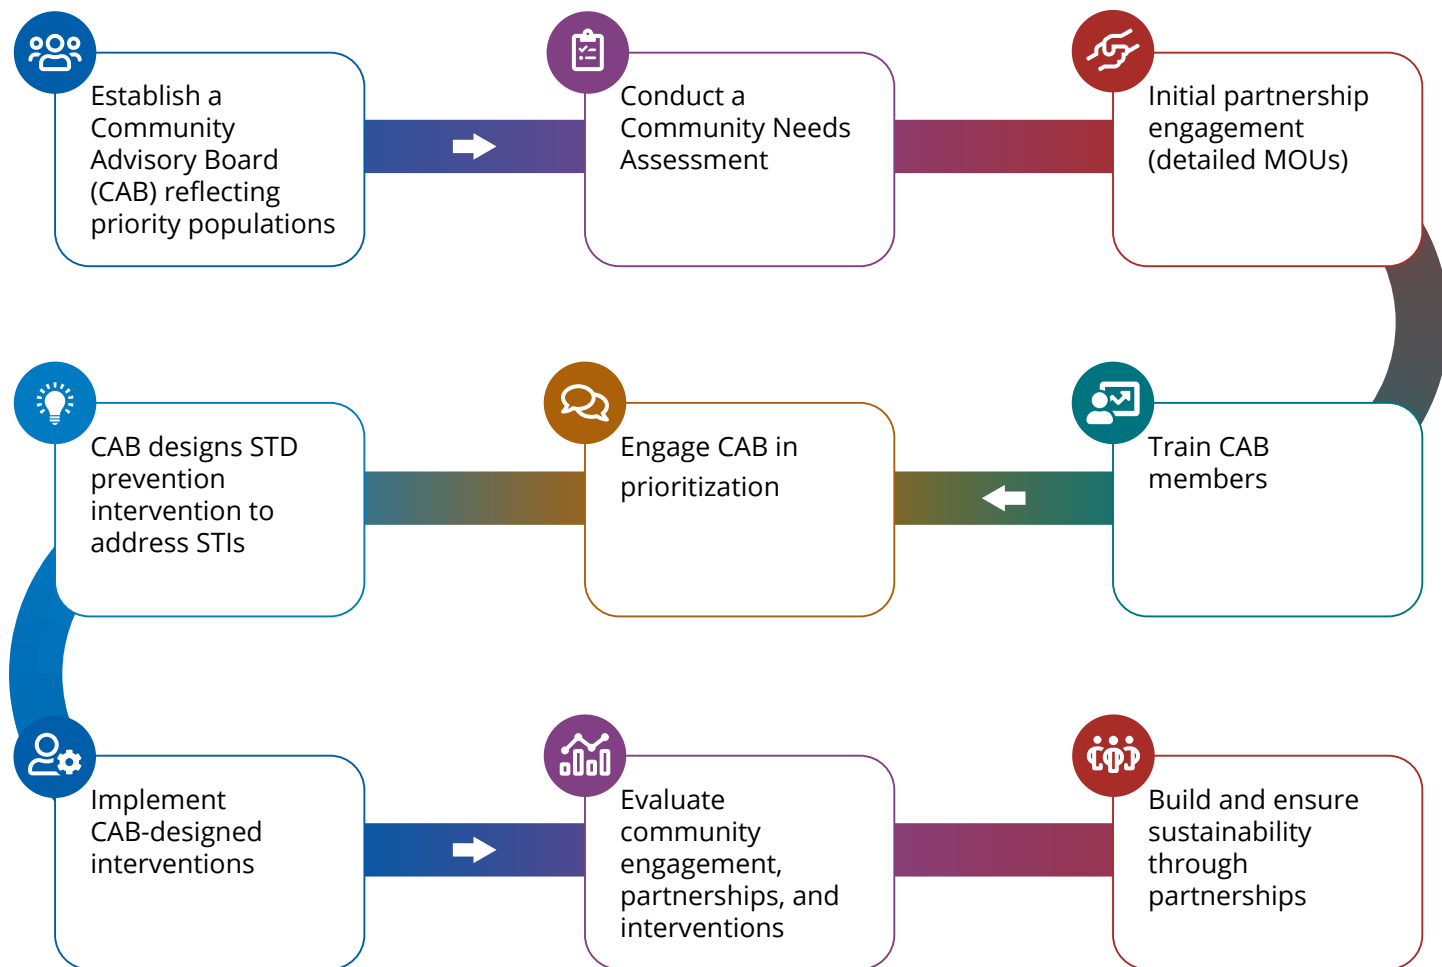 Establish a
Community
Advisory Board
(CAB) reflecting
priority populations
Conduct a
Community Needs
Assessment
Initial partnership
engagement
(detailed MOUs)
Train CAB
members
Engage CAB in
prioritization
CAB designs STD
prevention
intervention to
address STIs
Implement
CAB-designed
interventions
Evaluate
community
engagement,
partnerships, and
interventions
Build and ensure
sustainability
through
partnerships